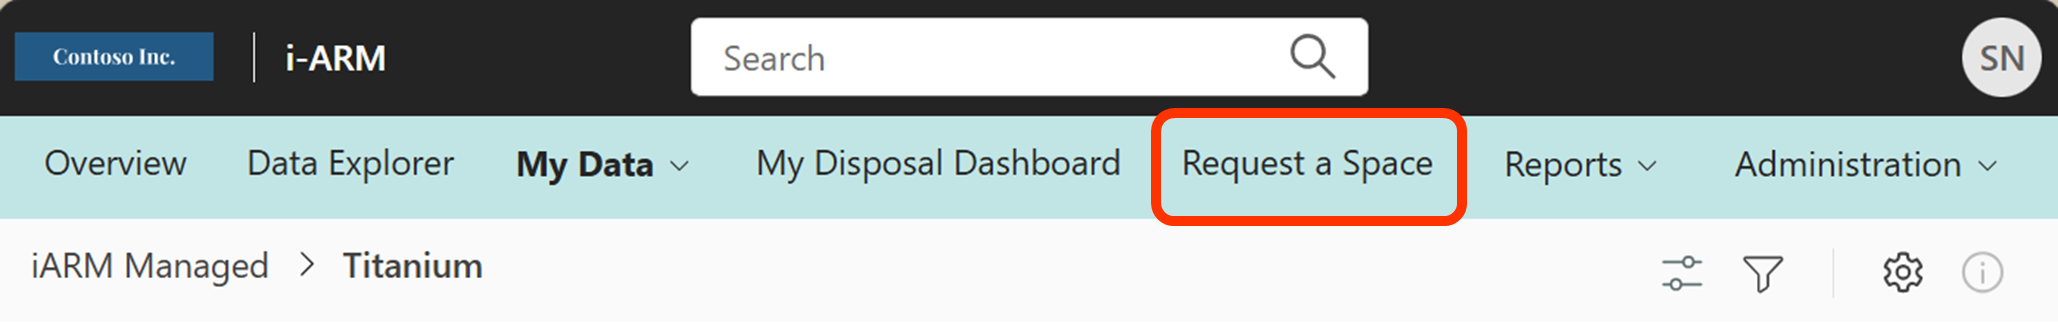 Contoso Inc. i-ARM Search SN
Overview Data Explorer My Data My Disposal Dashboard Request a Space Reports Administration
iARM Managed > Titanium